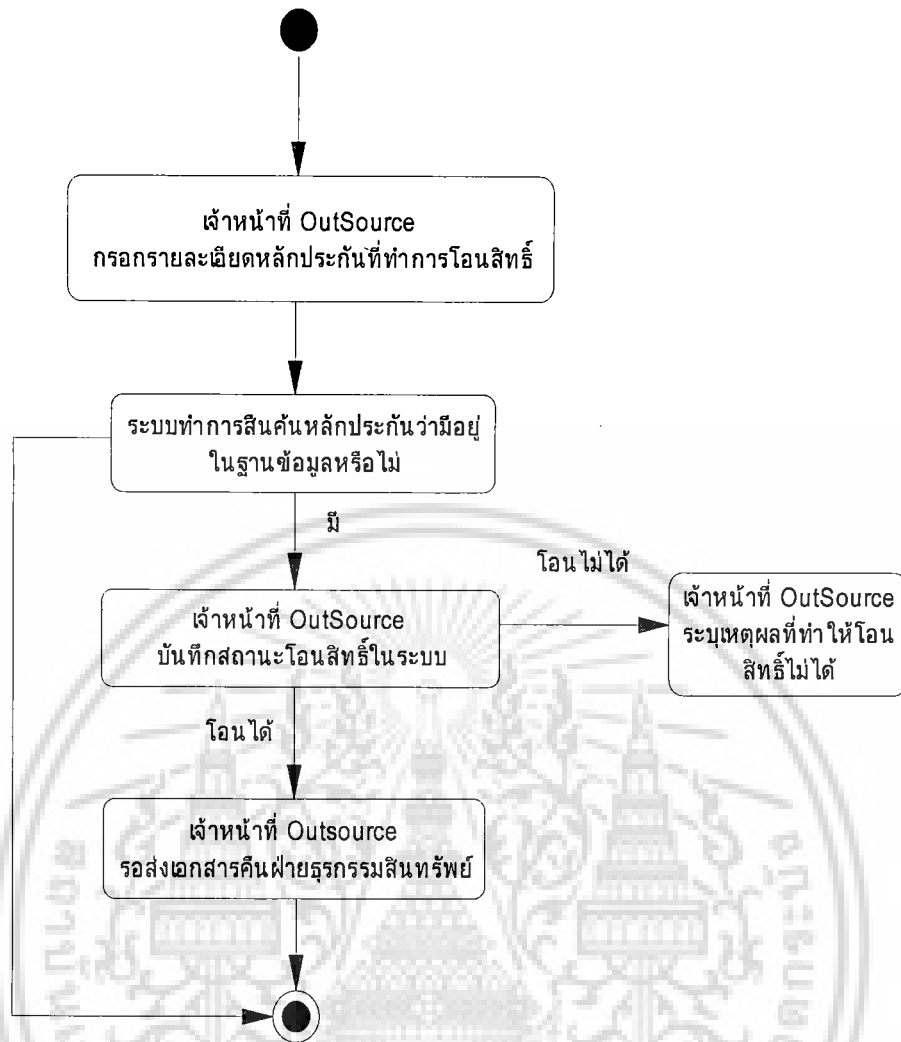 เจ้าหน้าที่ OutSource
กรอกรายละเอียดหลักประกันที่ทำการโอนสิทธิ์
ระบบทำการสืนค้นหลักประกันว่ามีอยู่
ในฐานข้อมูลหรือไม่
มี
โอนไม่ได้
เจ้าหน้าที่ OutSource
บันทึกสถานะโอนสิทธิ์ในระบบ
เจ้าหน้าที่ OutSource
ระบุเหตุผลที่ทำให้โอน
สิทธิ์ไม่ได้
โอนได้
เจ้าหน้าที่ Outsource
รอส่งเอกสารคืนฝ่ายธุรกรรมสินทรัพย์